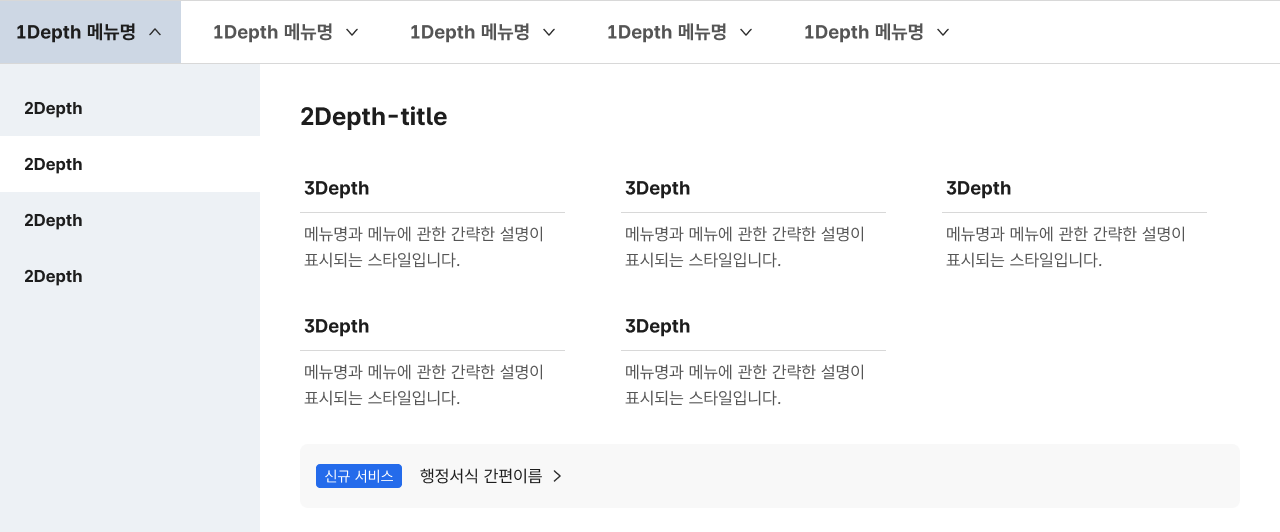 1Depth 메뉴명 1Depth 메뉴명 1Depth 메뉴명 1Depth 메뉴명 1Depth 메뉴명
2Depth
2Depth
2Depth
2Depth
2Depth-title
3Depth
메뉴명과 메뉴에 관한 간략한 설명이
표시되는 스타일입니다.
3Depth
메뉴명과 메뉴에 관한 간략한 설명이
표시되는 스타일입니다.
3Depth
메뉴명과 메뉴에 관한 간략한 설명이
표시되는 스타일입니다.
3Depth
메뉴명과 메뉴에 관한 간략한 설명이
표시되는 스타일입니다.
3Depth
메뉴명과 메뉴에 관한 간략한 설명이
표시되는 스타일입니다.
신규 서비스 행정서식 간편이름